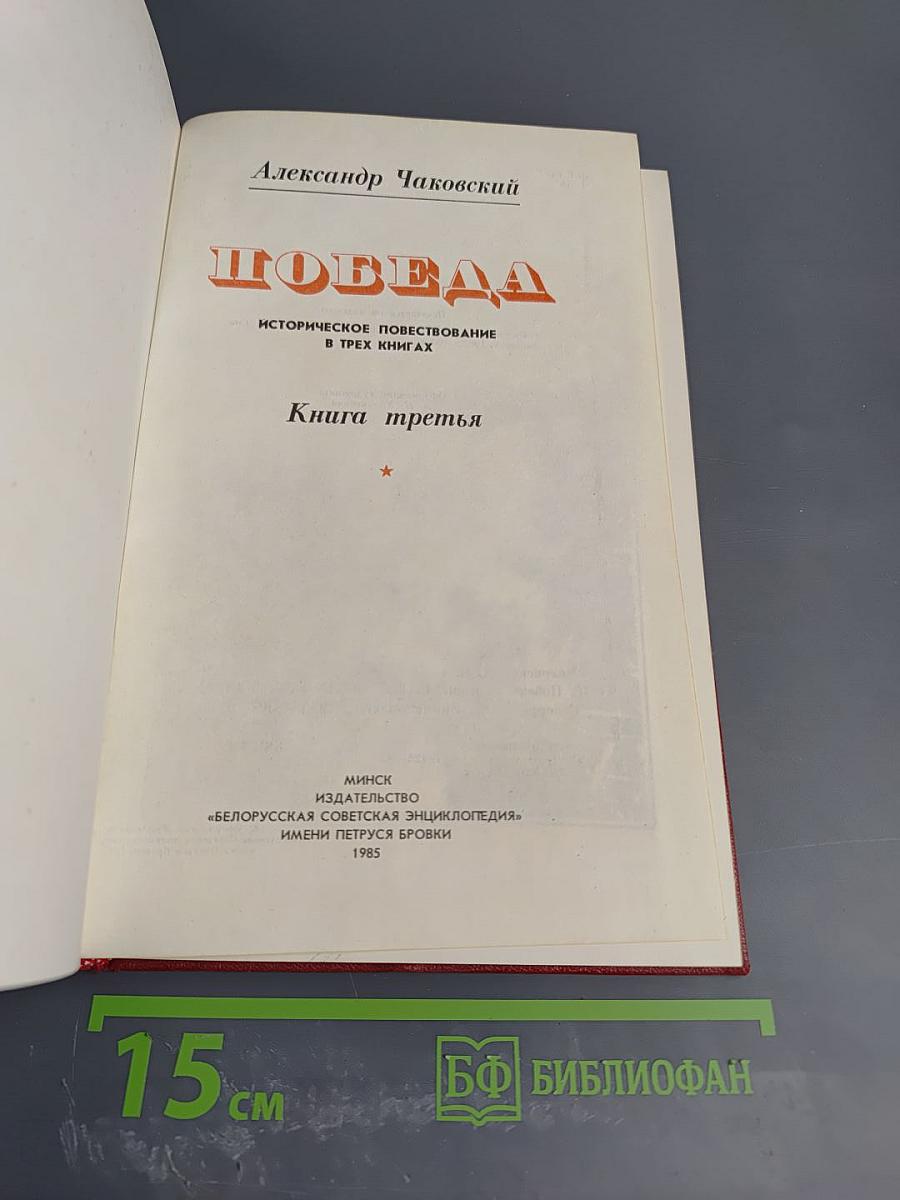 Александр Чаковский
ПОБЕДА
ИСТОРИЧЕСКОЕ ПОВЕСТВОВАНИЕ
В ТРЕХ КНИГАХ
Книга третья
МИНСК
ИЗДАТЕЛЬСТВО
«БЕЛОРУССКАЯ СОВЕТСКАЯ ЭНЦИКЛОПЕДИЯ»
ИМЕНИ ПЕТРУСЯ БРОВКИ
1985
15 см
БФ БИБЛИОФАН